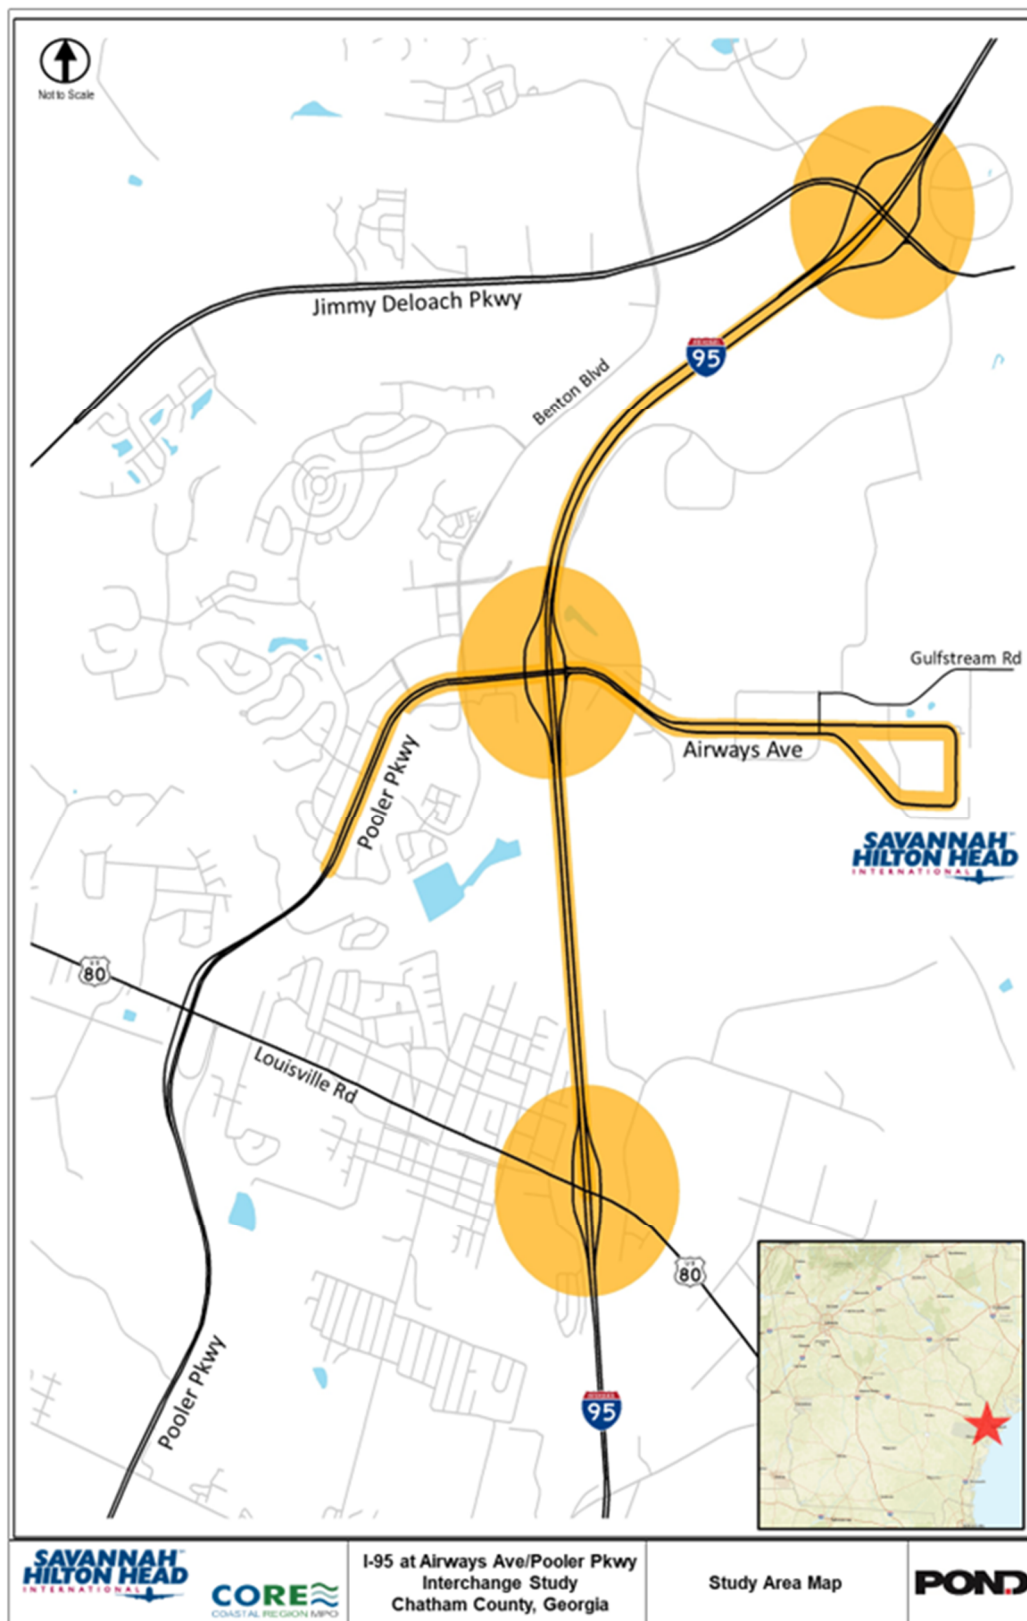 Not to Scale
Jimmy Deloach Pkwy
95
Benton Blvd
Gulfstream Rd
Airways Ave
Pooler Pkwy
SAVANNAH
HILTON HEAD
INTERNATIONAL
US
80
Louisville Rd
US
80
Pooler Pkwy
95
SAVANNAH
HILTON HEAD
INTERNATIONAL
CORE
COASTAL REGION MPO
I-95 at Airways Ave/Pooler Pkwy
Interchange Study
Chatham County, Georgia
Study Area Map
POND